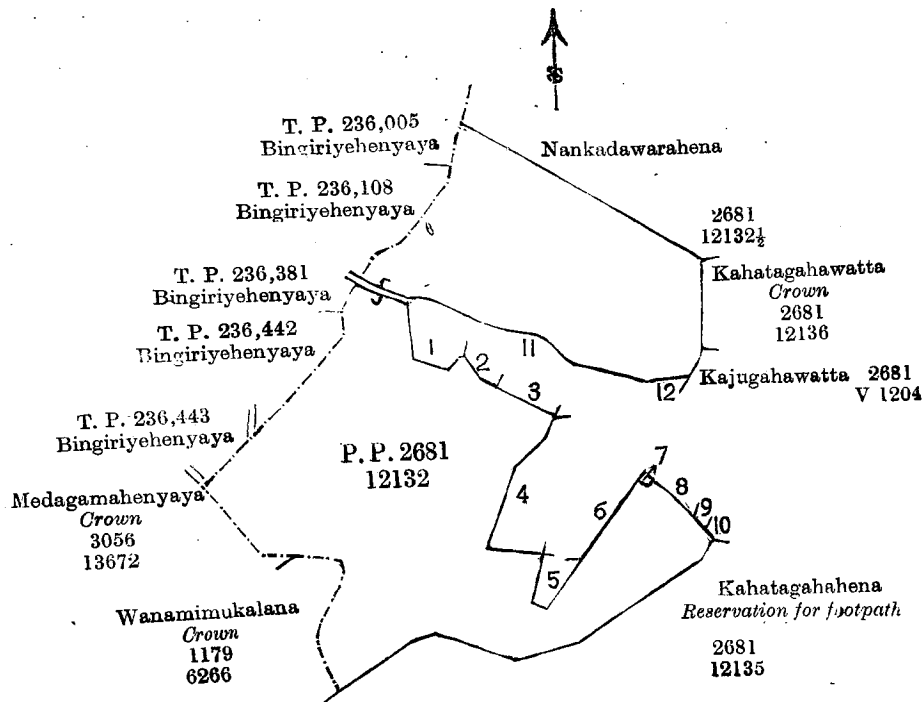 T. P. 236,005
Bingiriyehenyaya
Nankadawarahena
T. P. 236,108
Bingiriyehenyaya
2681
12132½
T. P. 236,381
Bingiriyehenyaya
Kahatagahawatta
Crown
2681
12136
T. P. 236,442
Bingiriyehenyaya
1
2
11
3
12
Kajugahawatta 2681
V 1204
T. P. 236,443
Bingiriyehenyaya
P. P. 2681
12132
4
7
6
8
9
10
5
Medagamahenyaya
Crown
3056
13672
Kahatagahahena
Reservation for footpath
2681
12135
Wanamimukalana
Crown
1179
6266